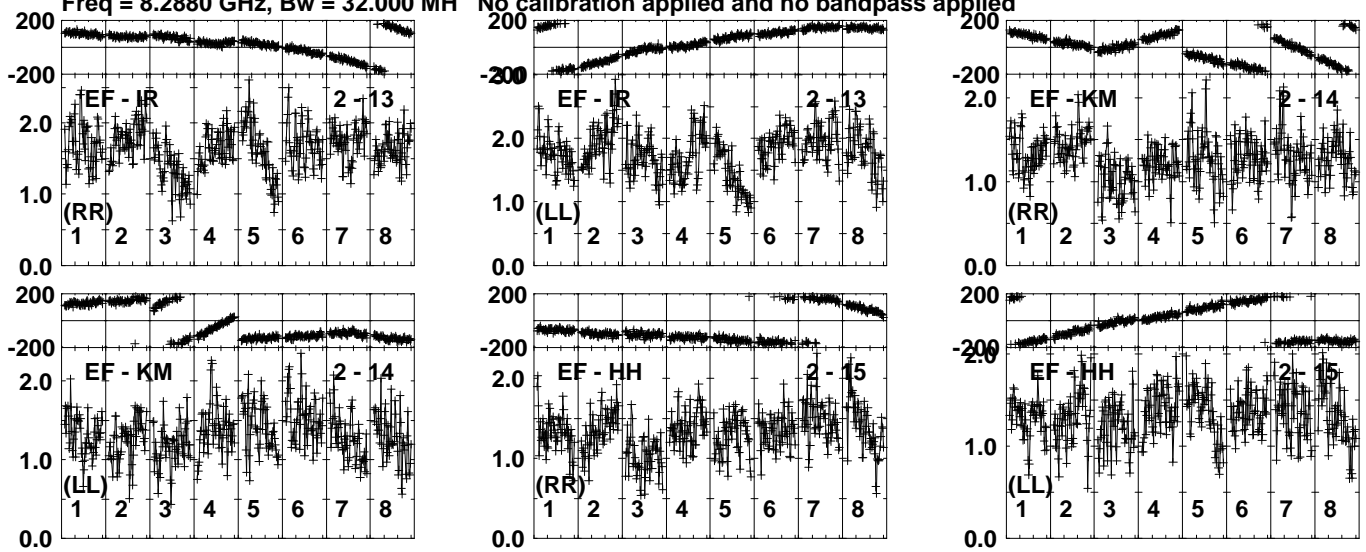 Freq = 8.2880 GHz, Bw = 32.000 MH No calibration applied and no bandpass applied
200 200 200
-200 -200 -200
3.0
EF - IR 2 - 13 EF - IR 2 - 13 EF - KM 2 - 14
2.0 2.0 2.0
1.0 1.0 1.0
(RR) (LL) (RR)
1 2 3 4 5 6 7 8 1 2 3 4 5 6 7 8 1 2 3 4 5 6 7 8
0.0 0.0 0.0
200 200 200
-200 -200 -200
2.0
EF - KM 2 - 14 EF - HH 2 - 15 EF - HH 2 - 15
2.0 2.0
1.0 1.0 1.0
(LL) (RR) (LL)
1 2 3 4 5 6 7 8 1 2 3 4 5 6 7 8 1 2 3 4 5 6 7 8
0.0 0.0 0.0